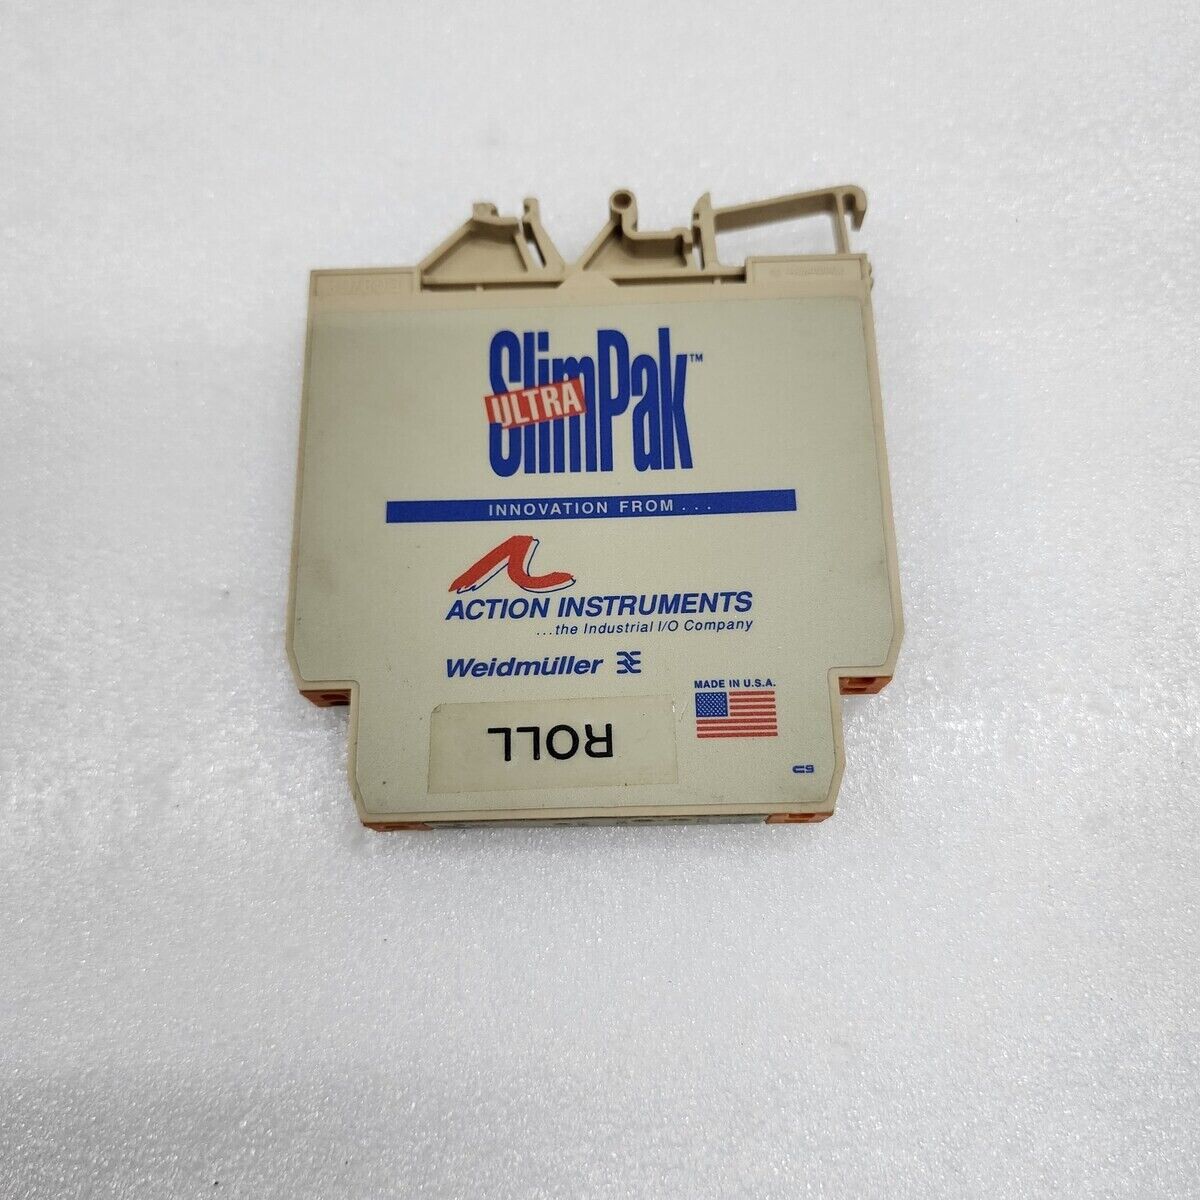 SlimPak™
ULTRA
INNOVATION FROM...
ACTION INSTRUMENTS
...the Industrial I/O Company
Weidmüller
MADE IN U.S.A.
ROLL